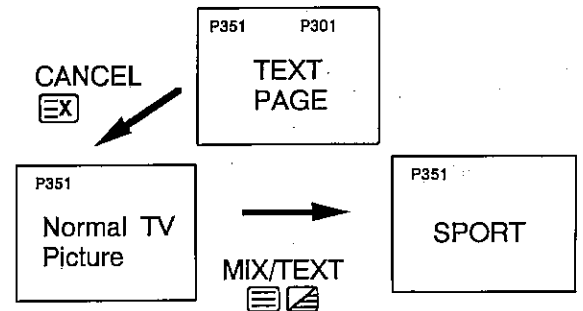 P351 P301
TEXT
PAGE
CANCEL
X
P351
Normal TV
Picture
MIX/TEXT
P351
SPORT